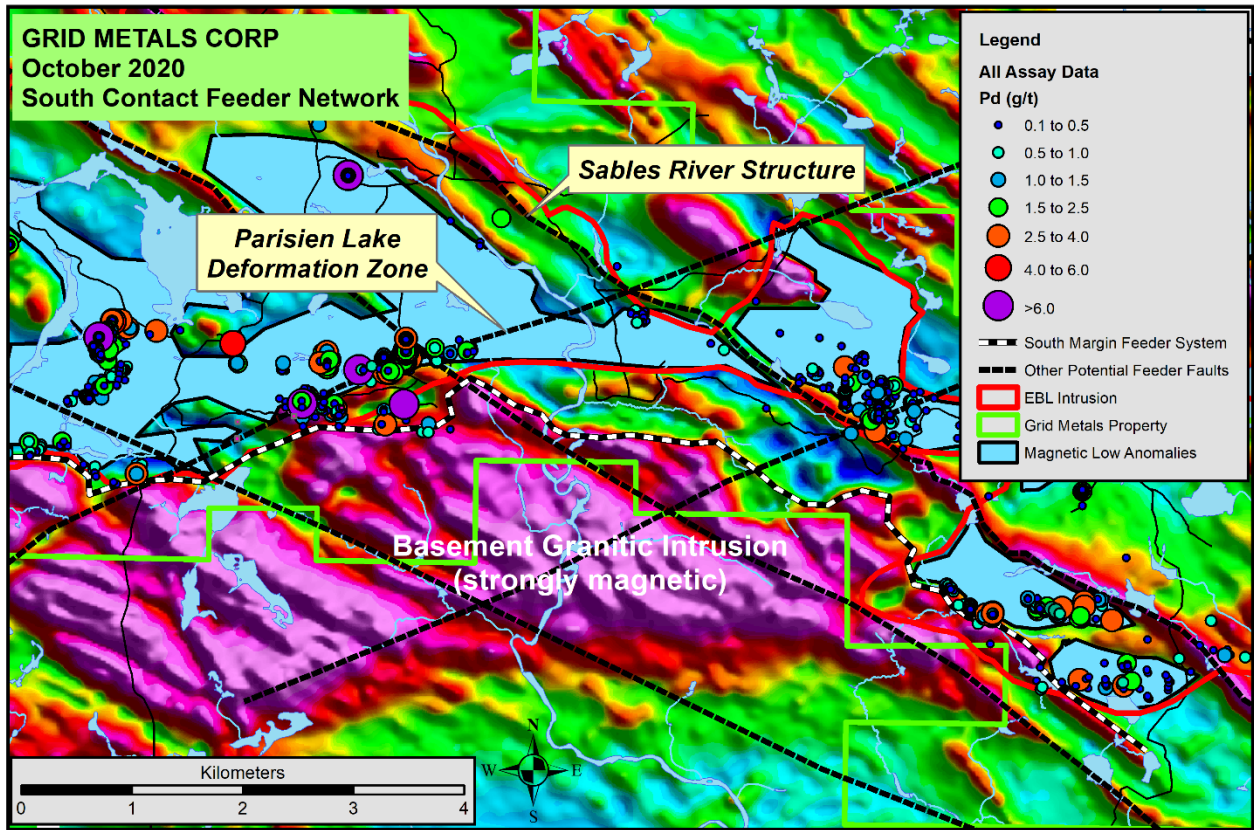 GRID METALS CORP
October 2020
South Contact Feeder Network
Sables River Structure
Parisien Lake
Deformation Zone
Basement Granitic Intrusion
(strongly magnetic)
Legend
All Assay Data
Pd (g/t)
0.1 to 0.5
0.5 to 1.0
1.0 to 1.5
1.5 to 2.5
2.5 to 4.0
4.0 to 6.0
>6.0
South Margin Feeder System
Other Potential Feeder Faults
EBL Intrusion
Grid Metals Property
Magnetic Low Anomalies
Kilometers
0 1 2 3 4
N
W E
S